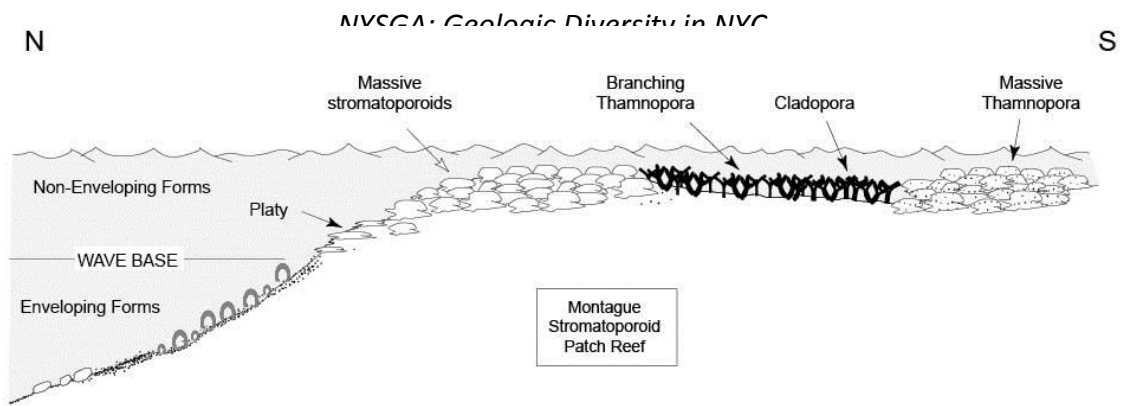 NYSGA: Geologic Diversity in NYC
N
S
Massive
stromatoporoids
Branching
Thamnopora
Cladopora
Massive
Thamnopora
Non-Enveloping Forms
Platy
WAVE BASE
Enveloping Forms
Montague
Stromatoporoid
Patch Reef